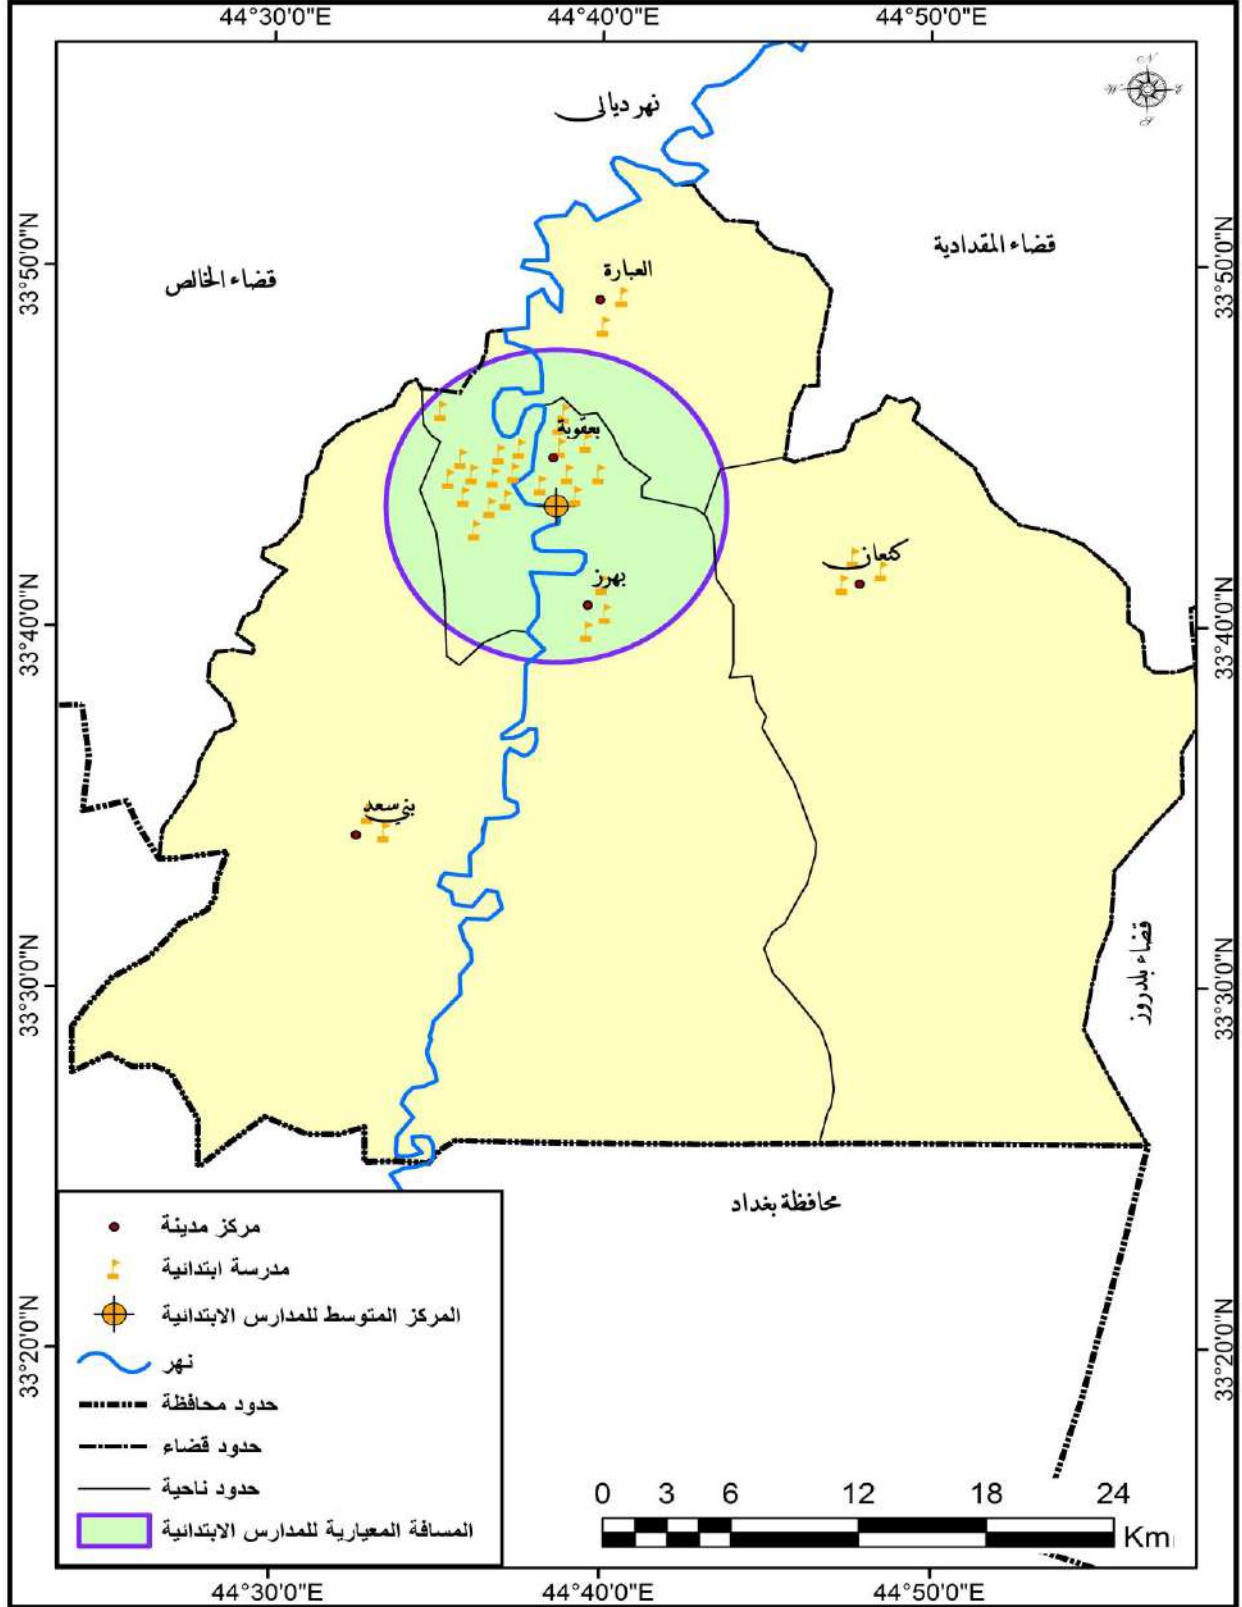 44°30'0"E 44°40'0"E 44°50'0"E
N
W E
S
نهر ديالى
قضاء المقدادية
33°50'0"N 33°50'0"N
العبارة
قضاء الخالص
بعقوبة
كنعان
بهرز
33°40'0"N 33°40'0"N
بني سعد
قضاء بلدروز
33°30'0"N 33°30'0"N
محافظة بغداد
مركز مدينة
مدرسة ابتدائية
المركز المتوسط للمدارس الابتدائية
33°20'0"N 33°20'0"N
نهر
حدود محافظة
حدود قضاء
حدود ناحية
المسافة المعيارية للمدارس الابتدائية
0 3 6 12 18 24
Km
44°30'0"E 44°40'0"E 44°50'0"E